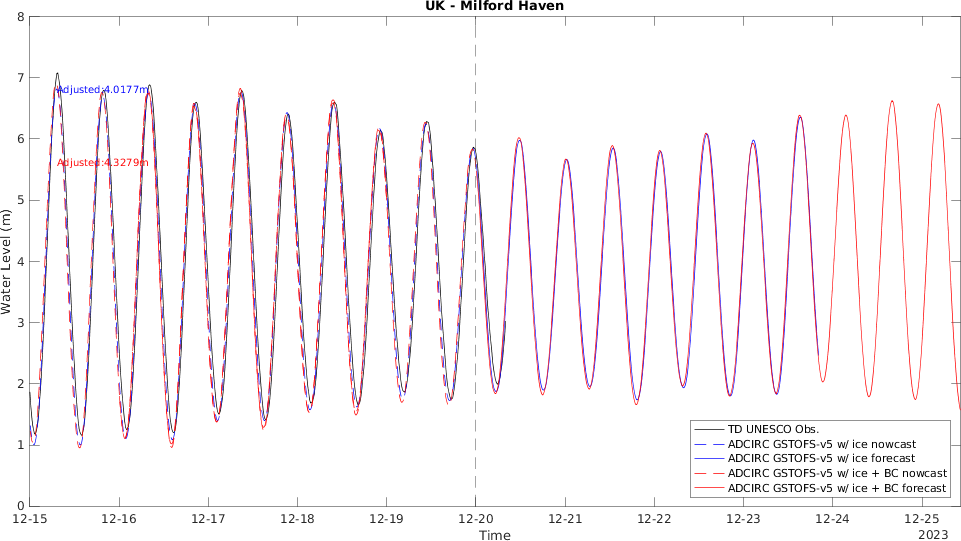 UK - Milford Haven
8
7
6
5
4
3
2
1
0
Water Level (m)
Adjusted:4.0177m
Adjusted:4.3279m
TD UNESCO Obs.
ADCIRC GSTOFS-v5 w/ ice nowcast
ADCIRC GSTOFS-v5 w/ ice forecast
ADCIRC GSTOFS-v5 w/ ice + BC nowcast
ADCIRC GSTOFS-v5 w/ ice + BC forecast
12-15 12-16 12-17 12-18 12-19 12-20 12-21 12-22 12-23 12-24 12-25
Time
2023